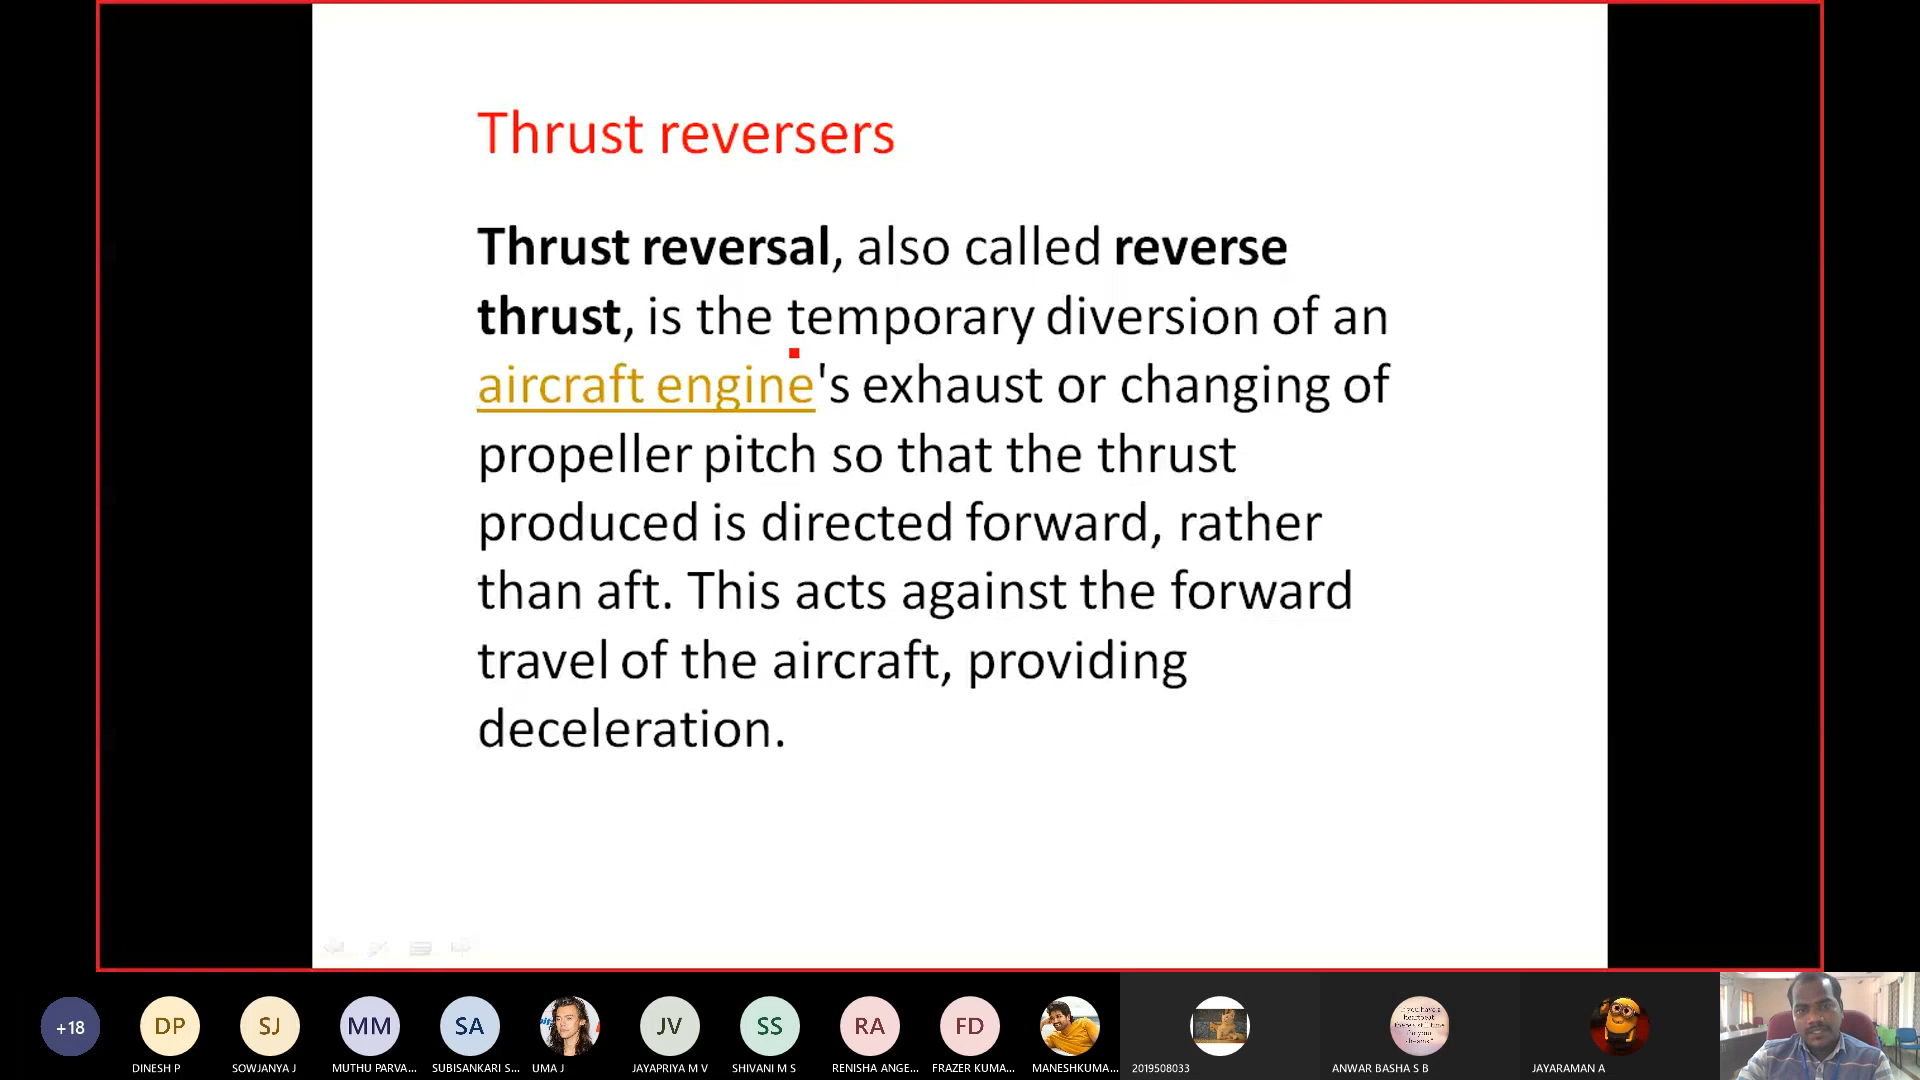 Thrust reversers
Thrust reversal, also called reverse
thrust, is the temporary diversion of an
aircraft engine's exhaust or changing of
propeller pitch so that the thrust
produced is directed forward, rather
than aft. This acts against the forward
travel of the aircraft, providing
deceleration.
+18
DP
SJ
MM
SA
JV
SS
RA
FD
DINESH P
SOWJANYA J
MUTHU PARVA...
SUBISANKARI S...
UMA J
JAYAPRIYA M V
SHIVANI M S
RENISHA ANGE...
FRAZER KUMA...
MANESHKUMA...
2019508033
ANWAR BASHA S B
JAYARAMAN A